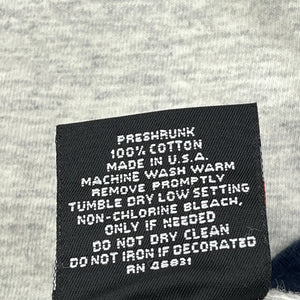 PRESHRUNK
100% COTTON
MADE IN U.S.A.
MACHINE WASH WARM
REMOVE PROMPTLY
TUMBLE DRY LOW SETTING
NON-CHLORINE BLEACH,
ONLY IF NEEDED
DO NOT DRY CLEAN
DO NOT IRON IF DECORATED
RN 46031